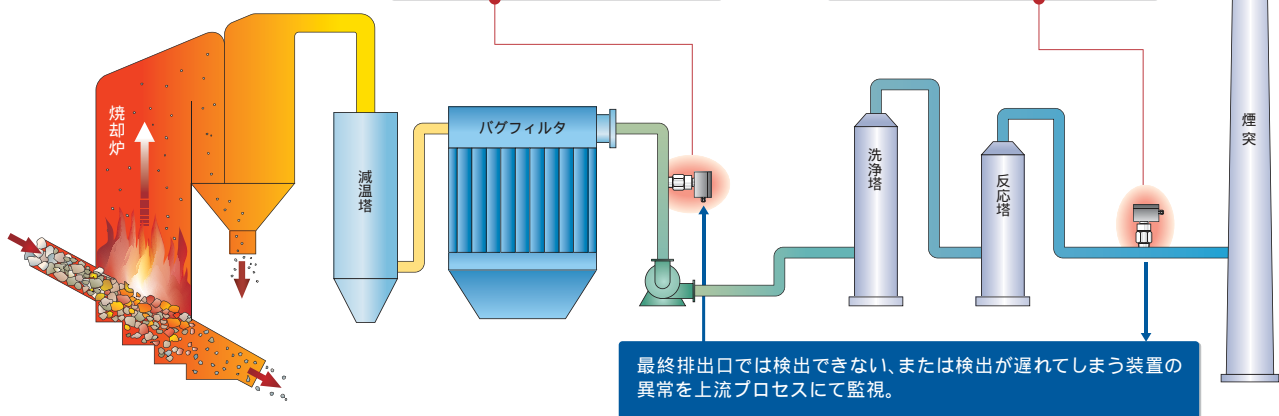 焼却炉
減温塔
バグフィルタ
洗浄塔
反応塔
煙突
最終排出口では検出できない、または検出が遅れてしまう装置の
異常を上流プロセスにて監視。